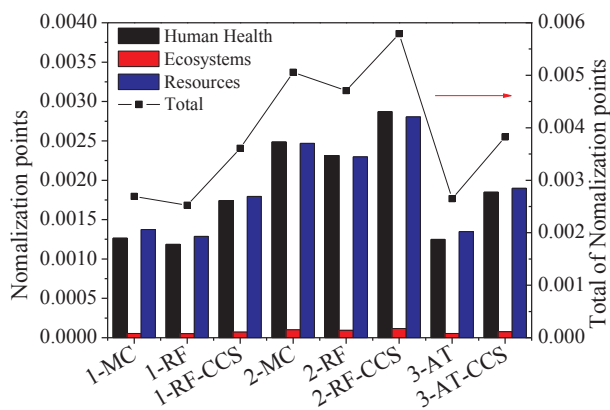 Human Health
Ecosystems
Resources
Total
Nomalization points
0.0040
0.0035
0.0030
0.0025
0.0020
0.0015
0.0010
0.0005
0.0000
0.006
0.005
0.004
0.003
0.002
0.001
0.000
Total of Nomalization points
1-MC
1-RF
1-RF-CCS
2-MC
2-RF
2-RF-CCS
3-AT
3-AT-CCS